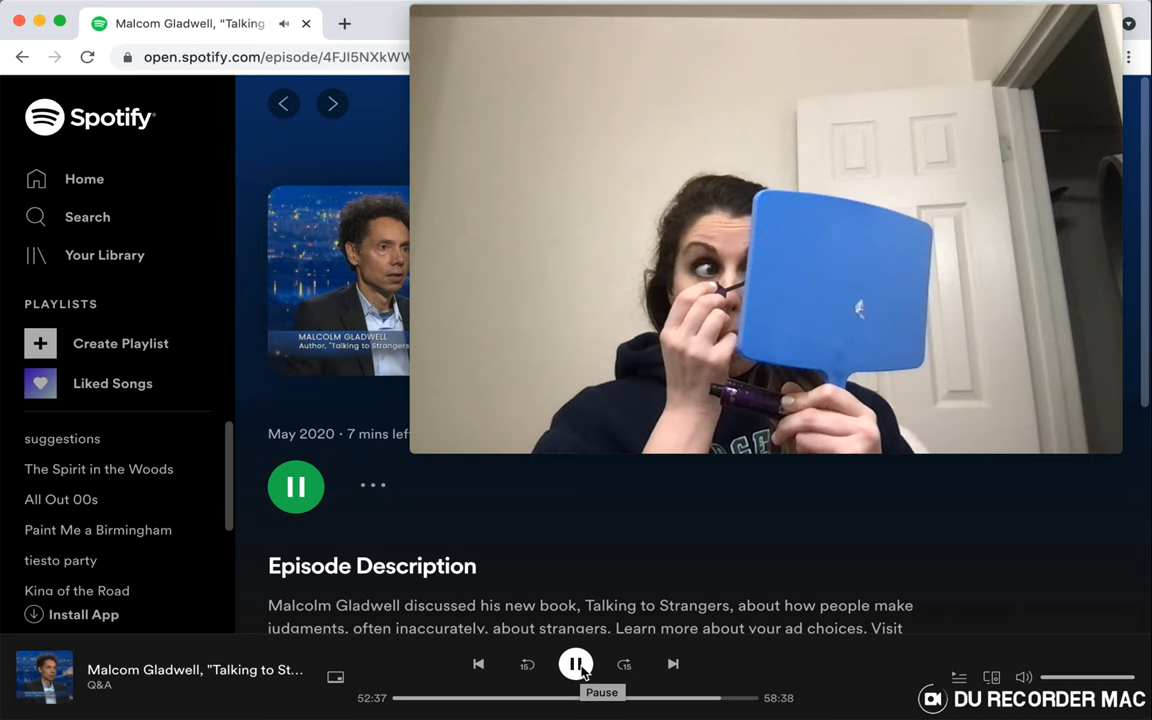 Malcom Gladwell, "Talking
open.spotify.com/episode/4FJI5NXkWW
Spotify
Home
Search
Your Library
PLAYLISTS
Create Playlist
Liked Songs
suggestions
The Spirit in the Woods
All Out 00s
Paint Me a Birmingham
tiesto party
King of the Road
Install App
MALCOLM GLADWELL
Author, "Talking to Strangers
May 2020 · 7 mins left
Episode Description
Malcolm Gladwell discussed his new book, Talking to Strangers, about how people make
judgments, often inaccurately, about strangers. Learn more about your ad choices. Visit
Malcom Gladwell, "Talking to St...
Q&A
15
15
Pause
52:37
58:38
DU RECORDER MAC